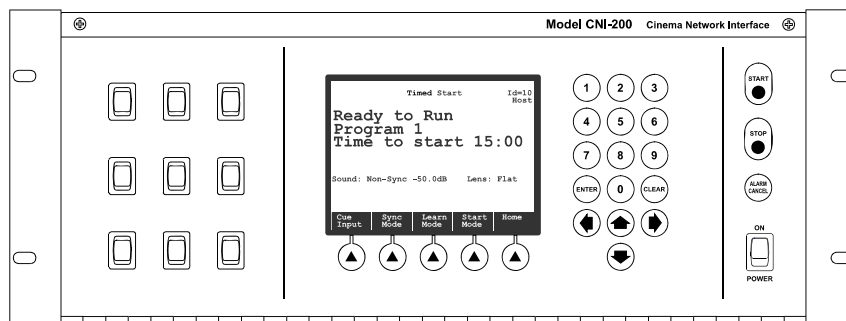 Model CNI-200 Cinema Network Interface
Timed Start Id=10
Host
Ready to Run
Program 1
Time to start 15:00
Sound: Non-Sync -50.0dB Lens: Flat
Cue Input
Sync Mode
Learn Mode
Start Mode
Home
1 2 3
4 5 6
7 8 9
ENTER 0 CLEAR
START
STOP
ALARM
CANCEL
ON
POWER